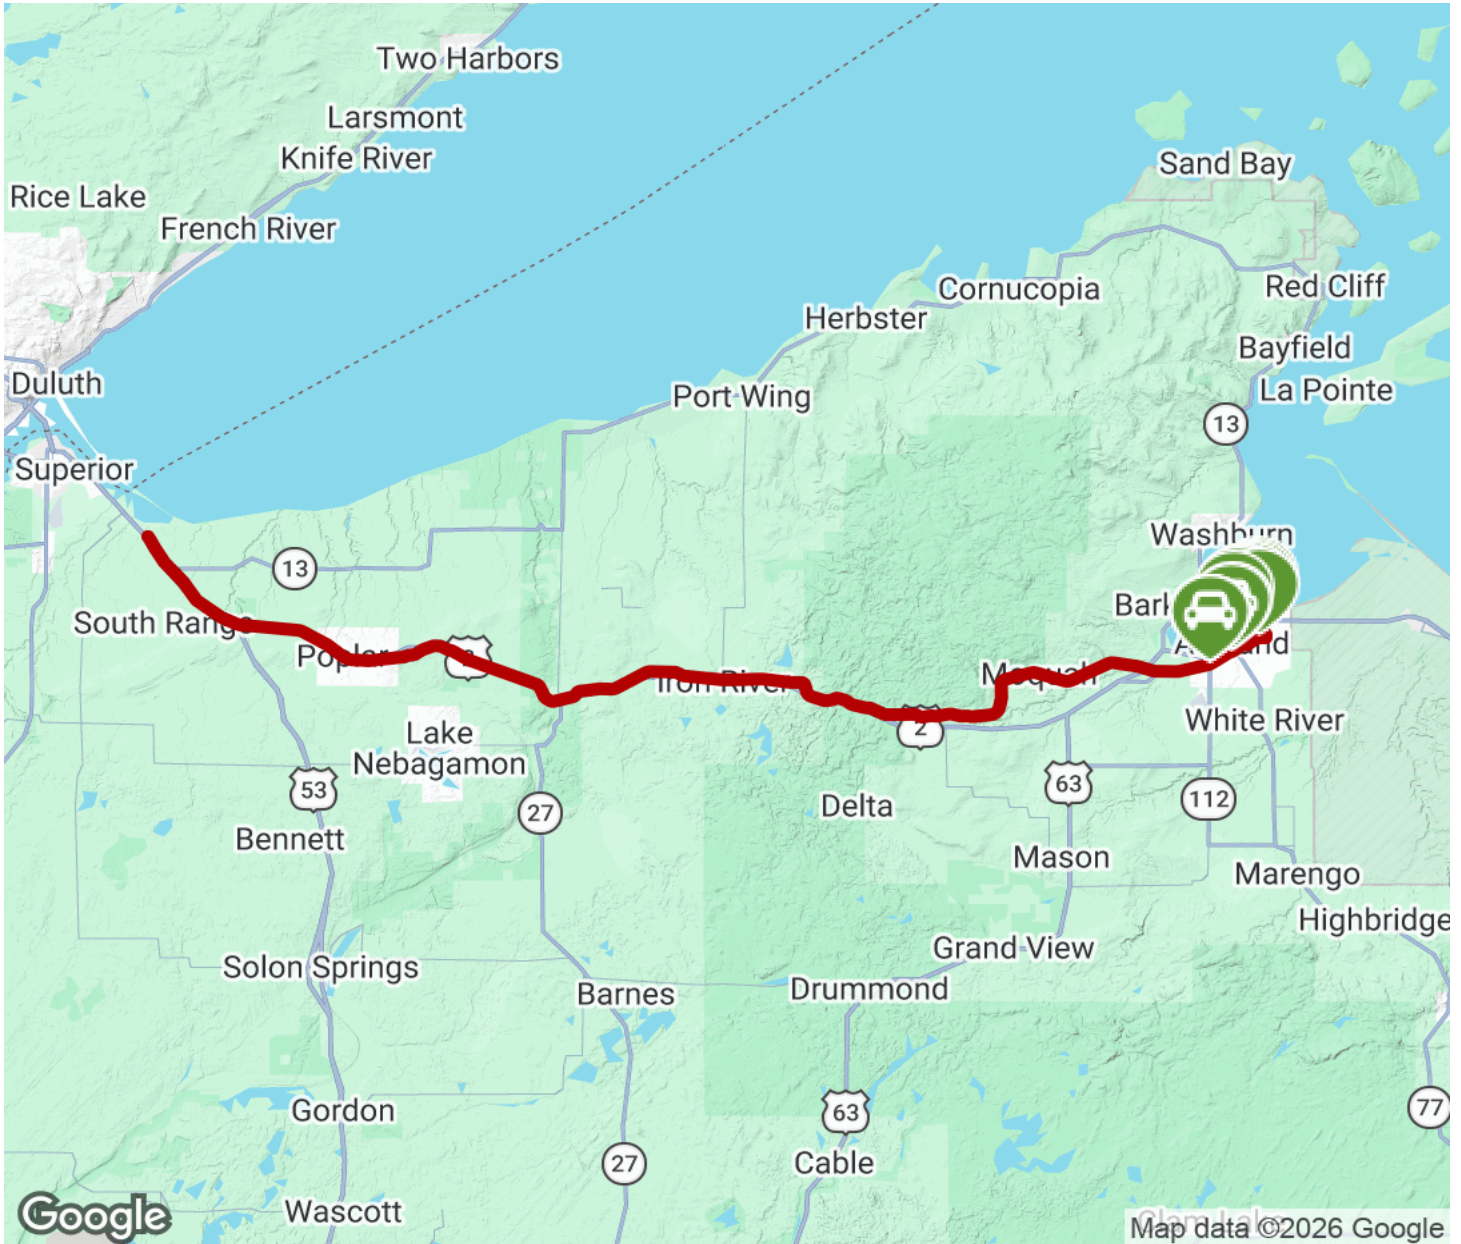 Two Harbors
Larsmont
Knife River
Sand Bay
Rice Lake
French River
Red Cliff
Cornucopia
Herbster
Bayfield
Duluth
La Pointe
Port Wing
13
Superior
Washburn
13
South Range
Iron River
2
White River
Lake
Nebagamon
63
53
112
Delta
27
Bennett
Mason
Marengo
Highbridge
Grand View
Solon Springs
Drummond
Barnes
Gordon
63
77
Cable
27
Wascott
Google
Map data ©2026 Google